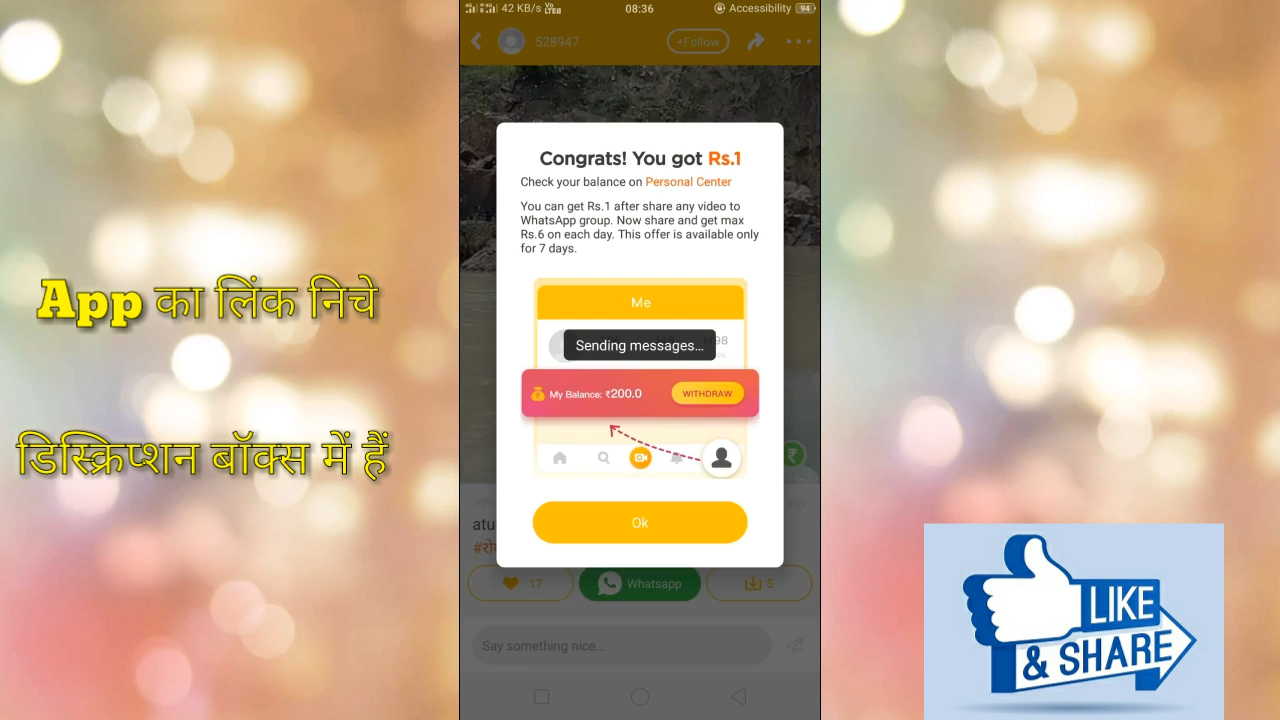 42 KB/s
08:36
Accessibility
94
528947
+Follow
Congrats! You got Rs.1
Check your balance on Personal Center
You can get Rs.1 after share any video to
WhatsApp group. Now share and get max
Rs.6 on each day. This offer is available only
for 7 days.
Me
Sending messages...
My Balance: ₹200.0
WITHDRAW
Ok
17
Whatsapp
5
Say something nice...
App का लिंक निचे
डिस्क्रिप्शन बॉक्स में हैं
LIKE
& SHARE